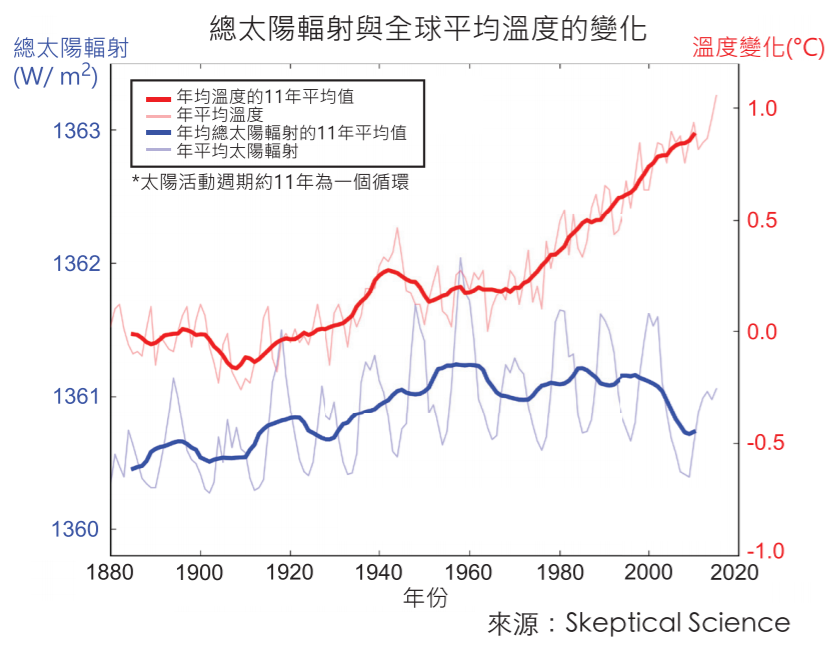 總太陽輻射與全球平均溫度的變化
總太陽輻射
(W/ m²)
溫度變化(°C)
年均溫度的11年平均值
年平均溫度
年均總太陽輻射的11年平均值
年平均太陽輻射
*太陽活動週期約11年為一個循環
1363
1362
1361
1360
1.0
0.5
0.0
-0.5
-1.0
1880 1900 1920 1940 1960 1980 2000 2020
年份
來源：Skeptical Science